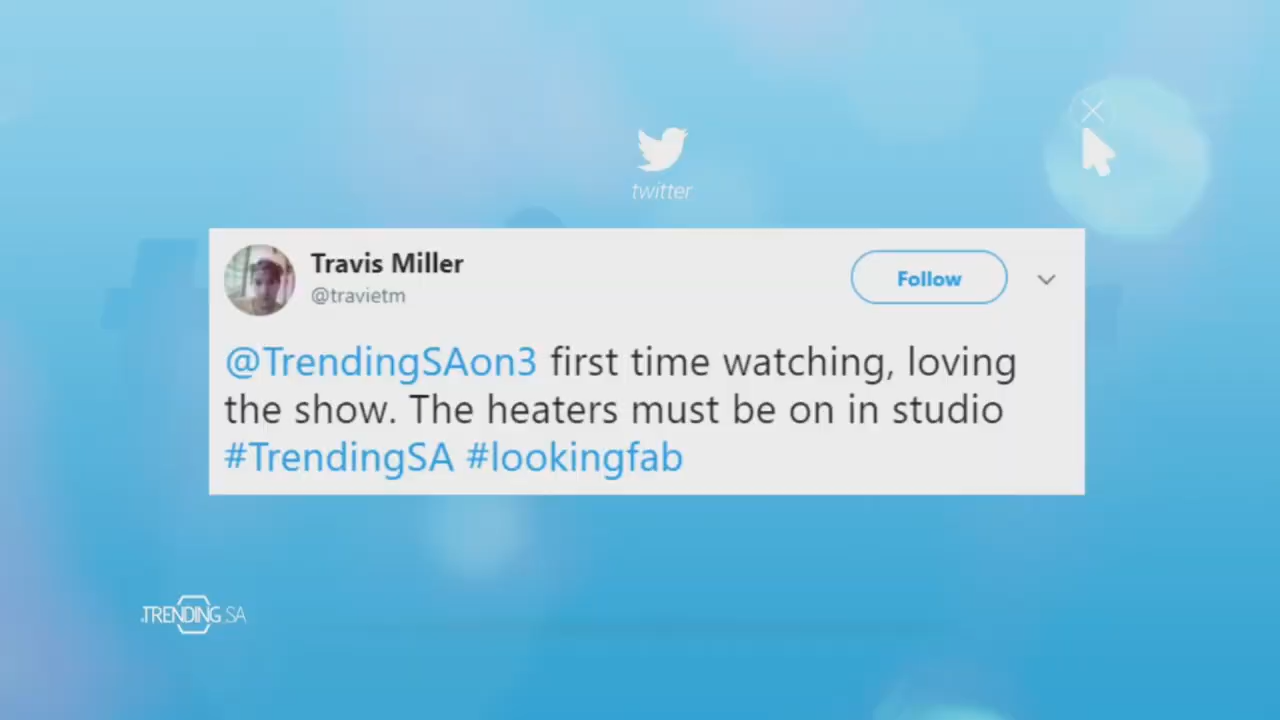 twitter
Travis Miller
@travietm
Follow
@TrendingSAon3 first time watching, loving
the show. The heaters must be on in studio
#TrendingSA #lookingfab
TRENDING SA